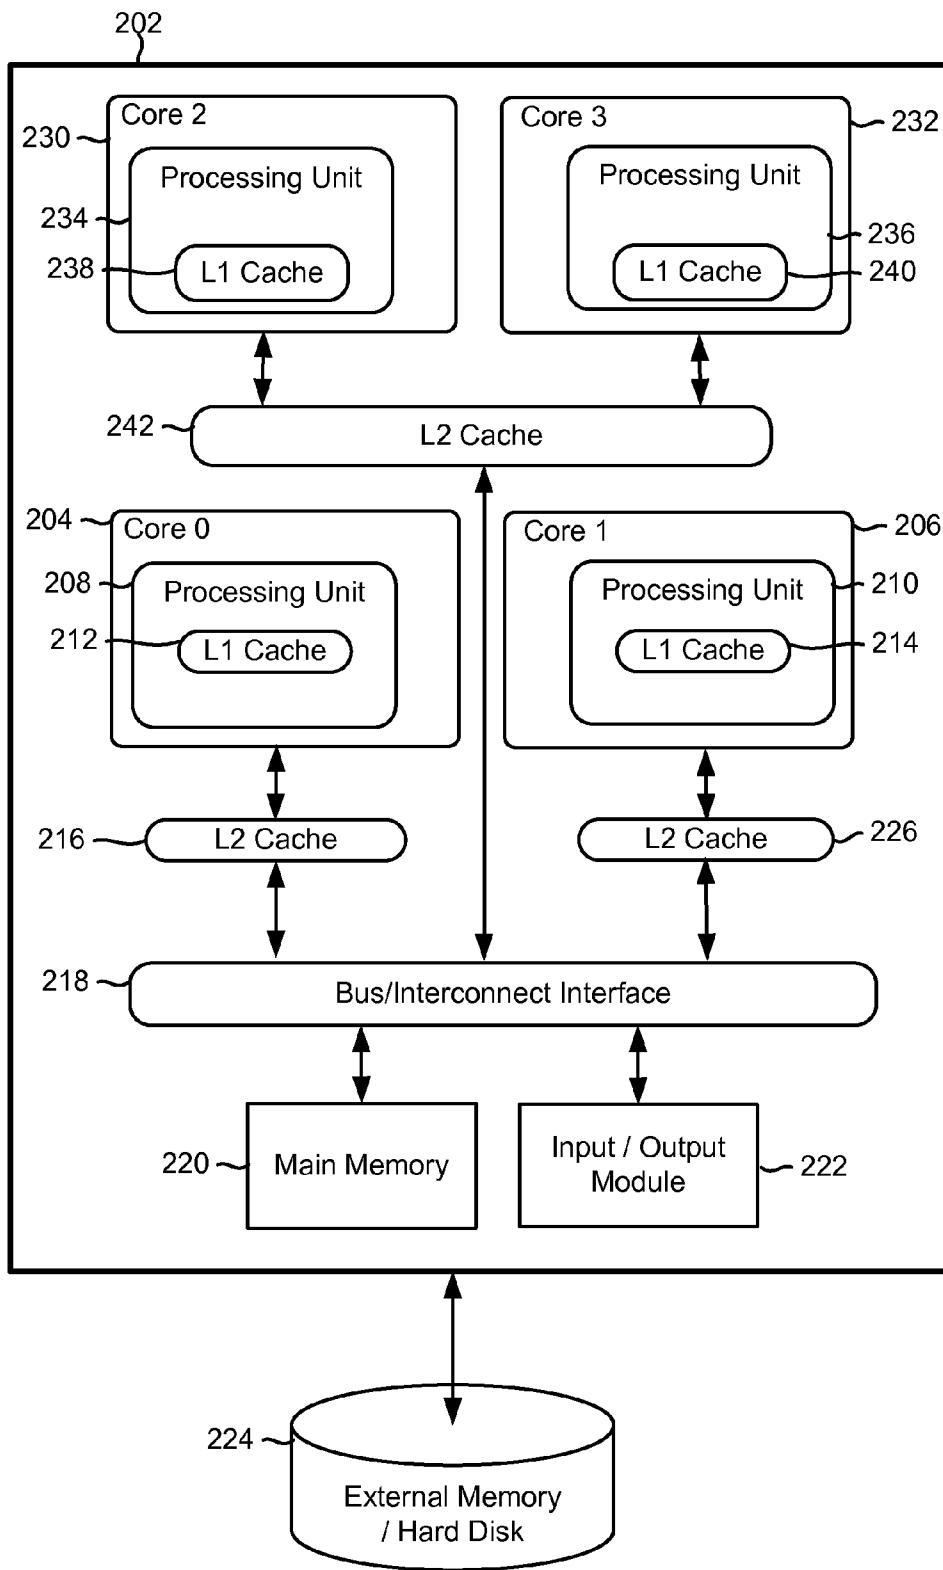 202
Core 2
Core 3
230
232
Processing Unit
Processing Unit
234
236
238
L1 Cache
L1 Cache
240
242
L2 Cache
204
Core 0
Core 1
206
208
Processing Unit
Processing Unit
210
212
L1 Cache
L1 Cache
214
216
L2 Cache
L2 Cache
226
218
Bus/Interconnect Interface
220
Main Memory
Input / Output
Module
222
224
External Memory
/ Hard Disk